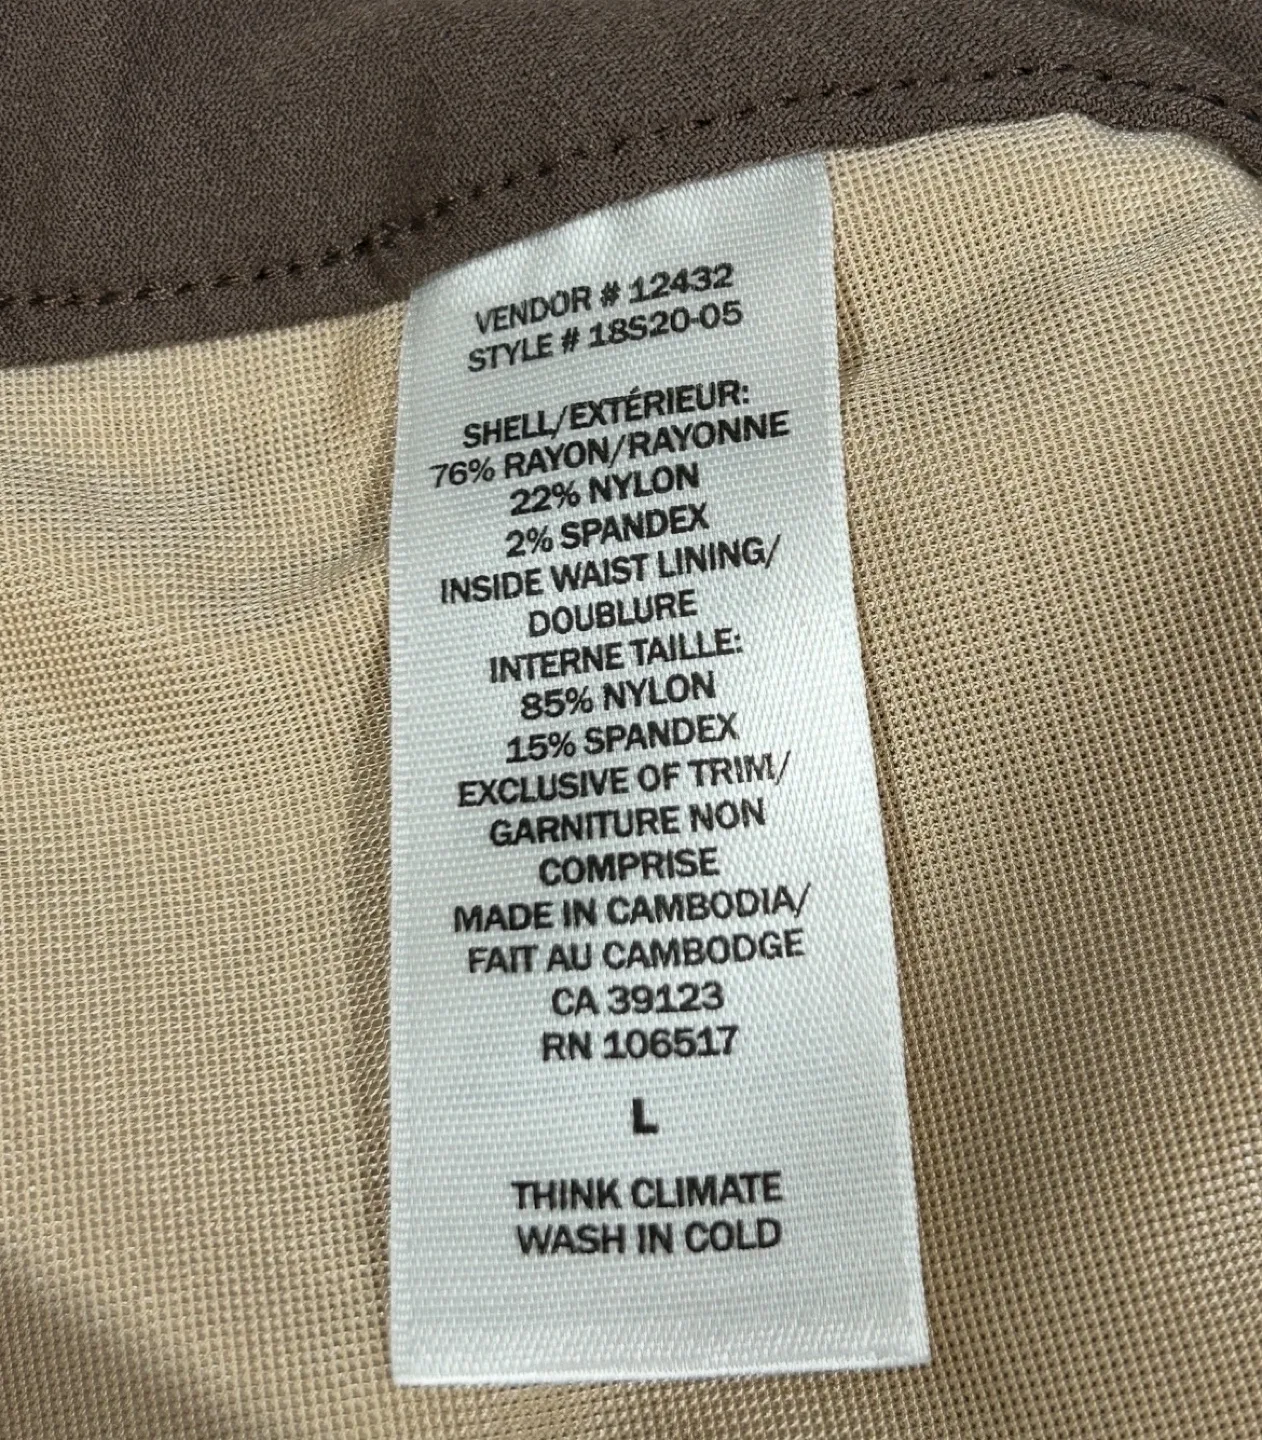 VENDOR # 12432
STYLE # 18S20-05
SHELL/EXTÉRIEUR:
76% RAYON/RAYONNE
22% NYLON
2% SPANDEX
INSIDE WAIST LINING/
DOUBLURE
INTERNE TAILLE:
85% NYLON
15% SPANDEX
EXCLUSIVE OF TRIM/
GARNITURE NON
COMPRISE
MADE IN CAMBODIA/
FAIT AU CAMBODGE
CA 39123
RN 106517
L
THINK CLIMATE
WASH IN COLD